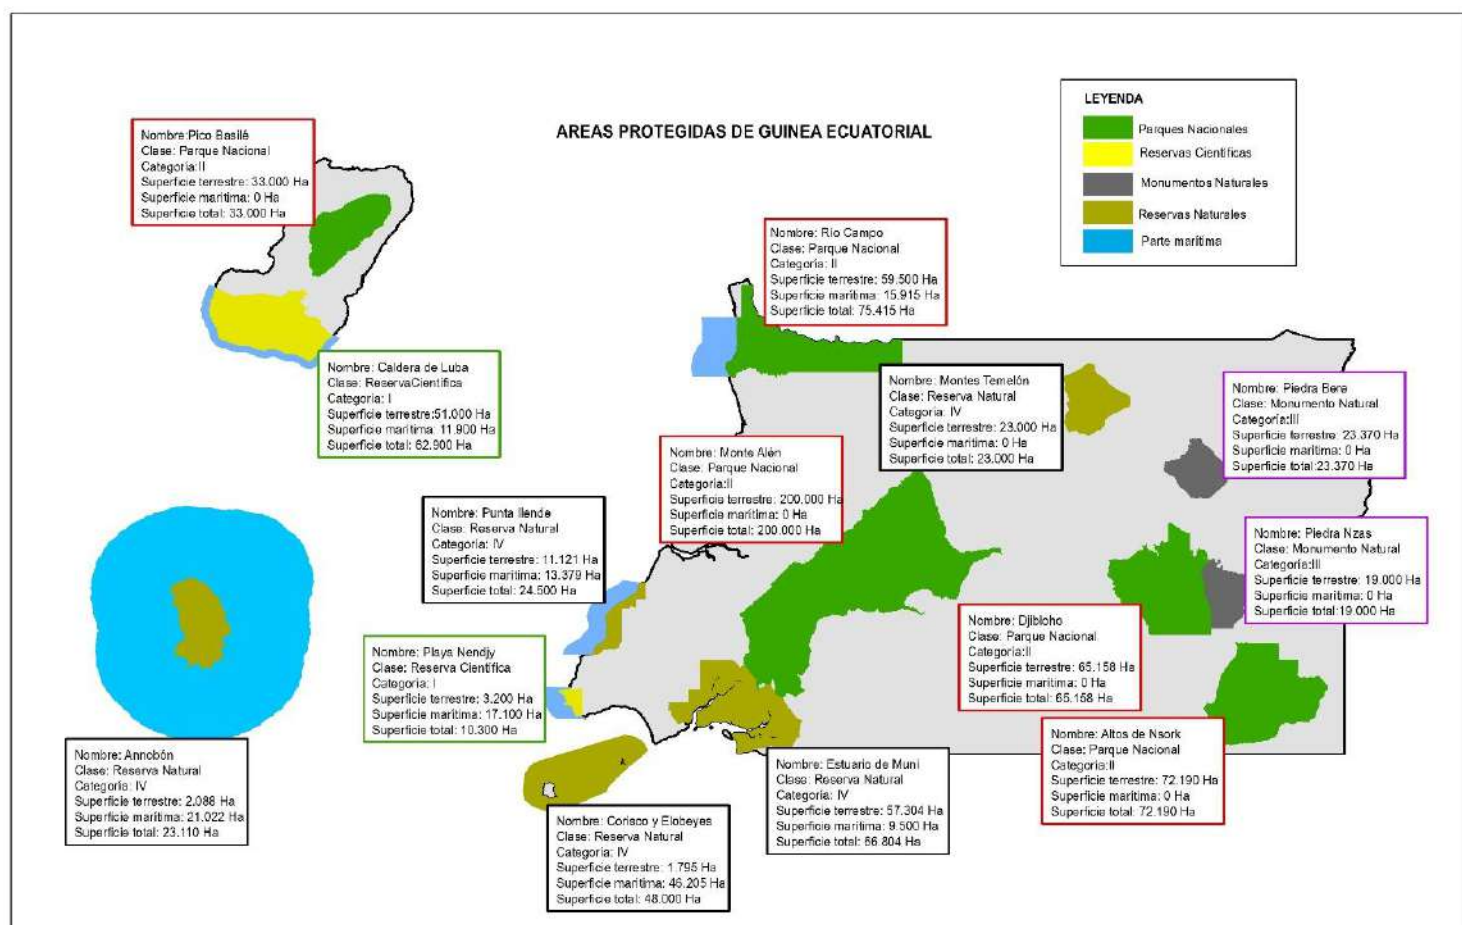 AREAS PROTEGIDAS DE GUINEA ECUATORIAL
LEYENDA
Parques Nacionales
Reservas Científicas
Monumentos Naturales
Reservas Naturales
Parte marítima
Nombre:Pico Basilé
Clase: Parque Nacional
Categoría:II
Superficie terrestre: 33.000 Ha
Superficie marítima: 0 Ha
Superficie total: 33.000 Ha
Nombre: Río Campo
Clase: Parque Nacional
Categoría: II
Superficie terrestre: 59.500 Ha
Superficie marítima: 15.915 Ha
Superficie total: 75.415 Ha
Nombre: Caldera de Luba
Clase: ReservaCientífica
Categoría: I
Superficie terrestre:51.000 Ha
Superficie marítima: 11.900 Ha
Superficie total: 62.900 Ha
Nombre: Montes Temelón
Clase: Reserva Natural
Categoría: IV
Superficie terrestre: 23.000 Ha
Superficie marítima: 0 Ha
Superficie total: 23.000 Ha
Nombre: Piedra Bere
Clase: Monumento Natural
Categoría:III
Superficie terrestre: 23.370 Ha
Superficie marítima: 0 Ha
Superficie total:23.370 Ha
Nombre: Monte Alén
Clase: Parque Nacional
Categoría:II
Superficie terrestre: 200.000 Ha
Superficie marítima: 0 Ha
Superficie total: 200.000 Ha
Nombre: Punta Ilende
Clase: Reserva Natural
Categoría: IV
Superficie terrestre: 11.121 Ha
Superficie marítima: 13.379 Ha
Superficie total: 24.500 Ha
Nombre: Piedra Nzas
Clase: Monumento Natural
Categoría:III
Superficie terrestre: 19.000 Ha
Superficie marítima: 0 Ha
Superficie total:19.000 Ha
Nombre: Djibloho
Clase: Parque Nacional
Categoría:II
Superficie terrestre: 65.158 Ha
Superficie marítima: 0 Ha
Superficie total: 65.158 Ha
Nombre: Playa Nendjy
Clase: Reserva Científica
Categoría: I
Superficie terrestre: 3.200 Ha
Superficie marítima: 17.100 Ha
Superficie total: 10.300 Ha
Nombre: Altos de Nsork
Clase: Parque Nacional
Categoría:II
Superficie terrestre: 72.190 Ha
Superficie marítima: 0 Ha
Superficie total: 72.190 Ha
Nombre: Annobón
Clase: Reserva Natural
Categoría: IV
Superficie terrestre: 2.088 Ha
Superficie marítima: 21.022 Ha
Superficie total: 23.110 Ha
Nombre: Estuario de Muni
Clase: Reserva Natural
Categoría: IV
Superficie terrestre: 57.304 Ha
Superficie marítima: 9.500 Ha
Superficie total: 66.804 Ha
Nombre: Corisco y Elobeyes
Clase: Reserva Natural
Categoría: IV
Superficie terrestre: 1.795 Ha
Superficie marítima: 46.205 Ha
Superficie total: 48.000 Ha